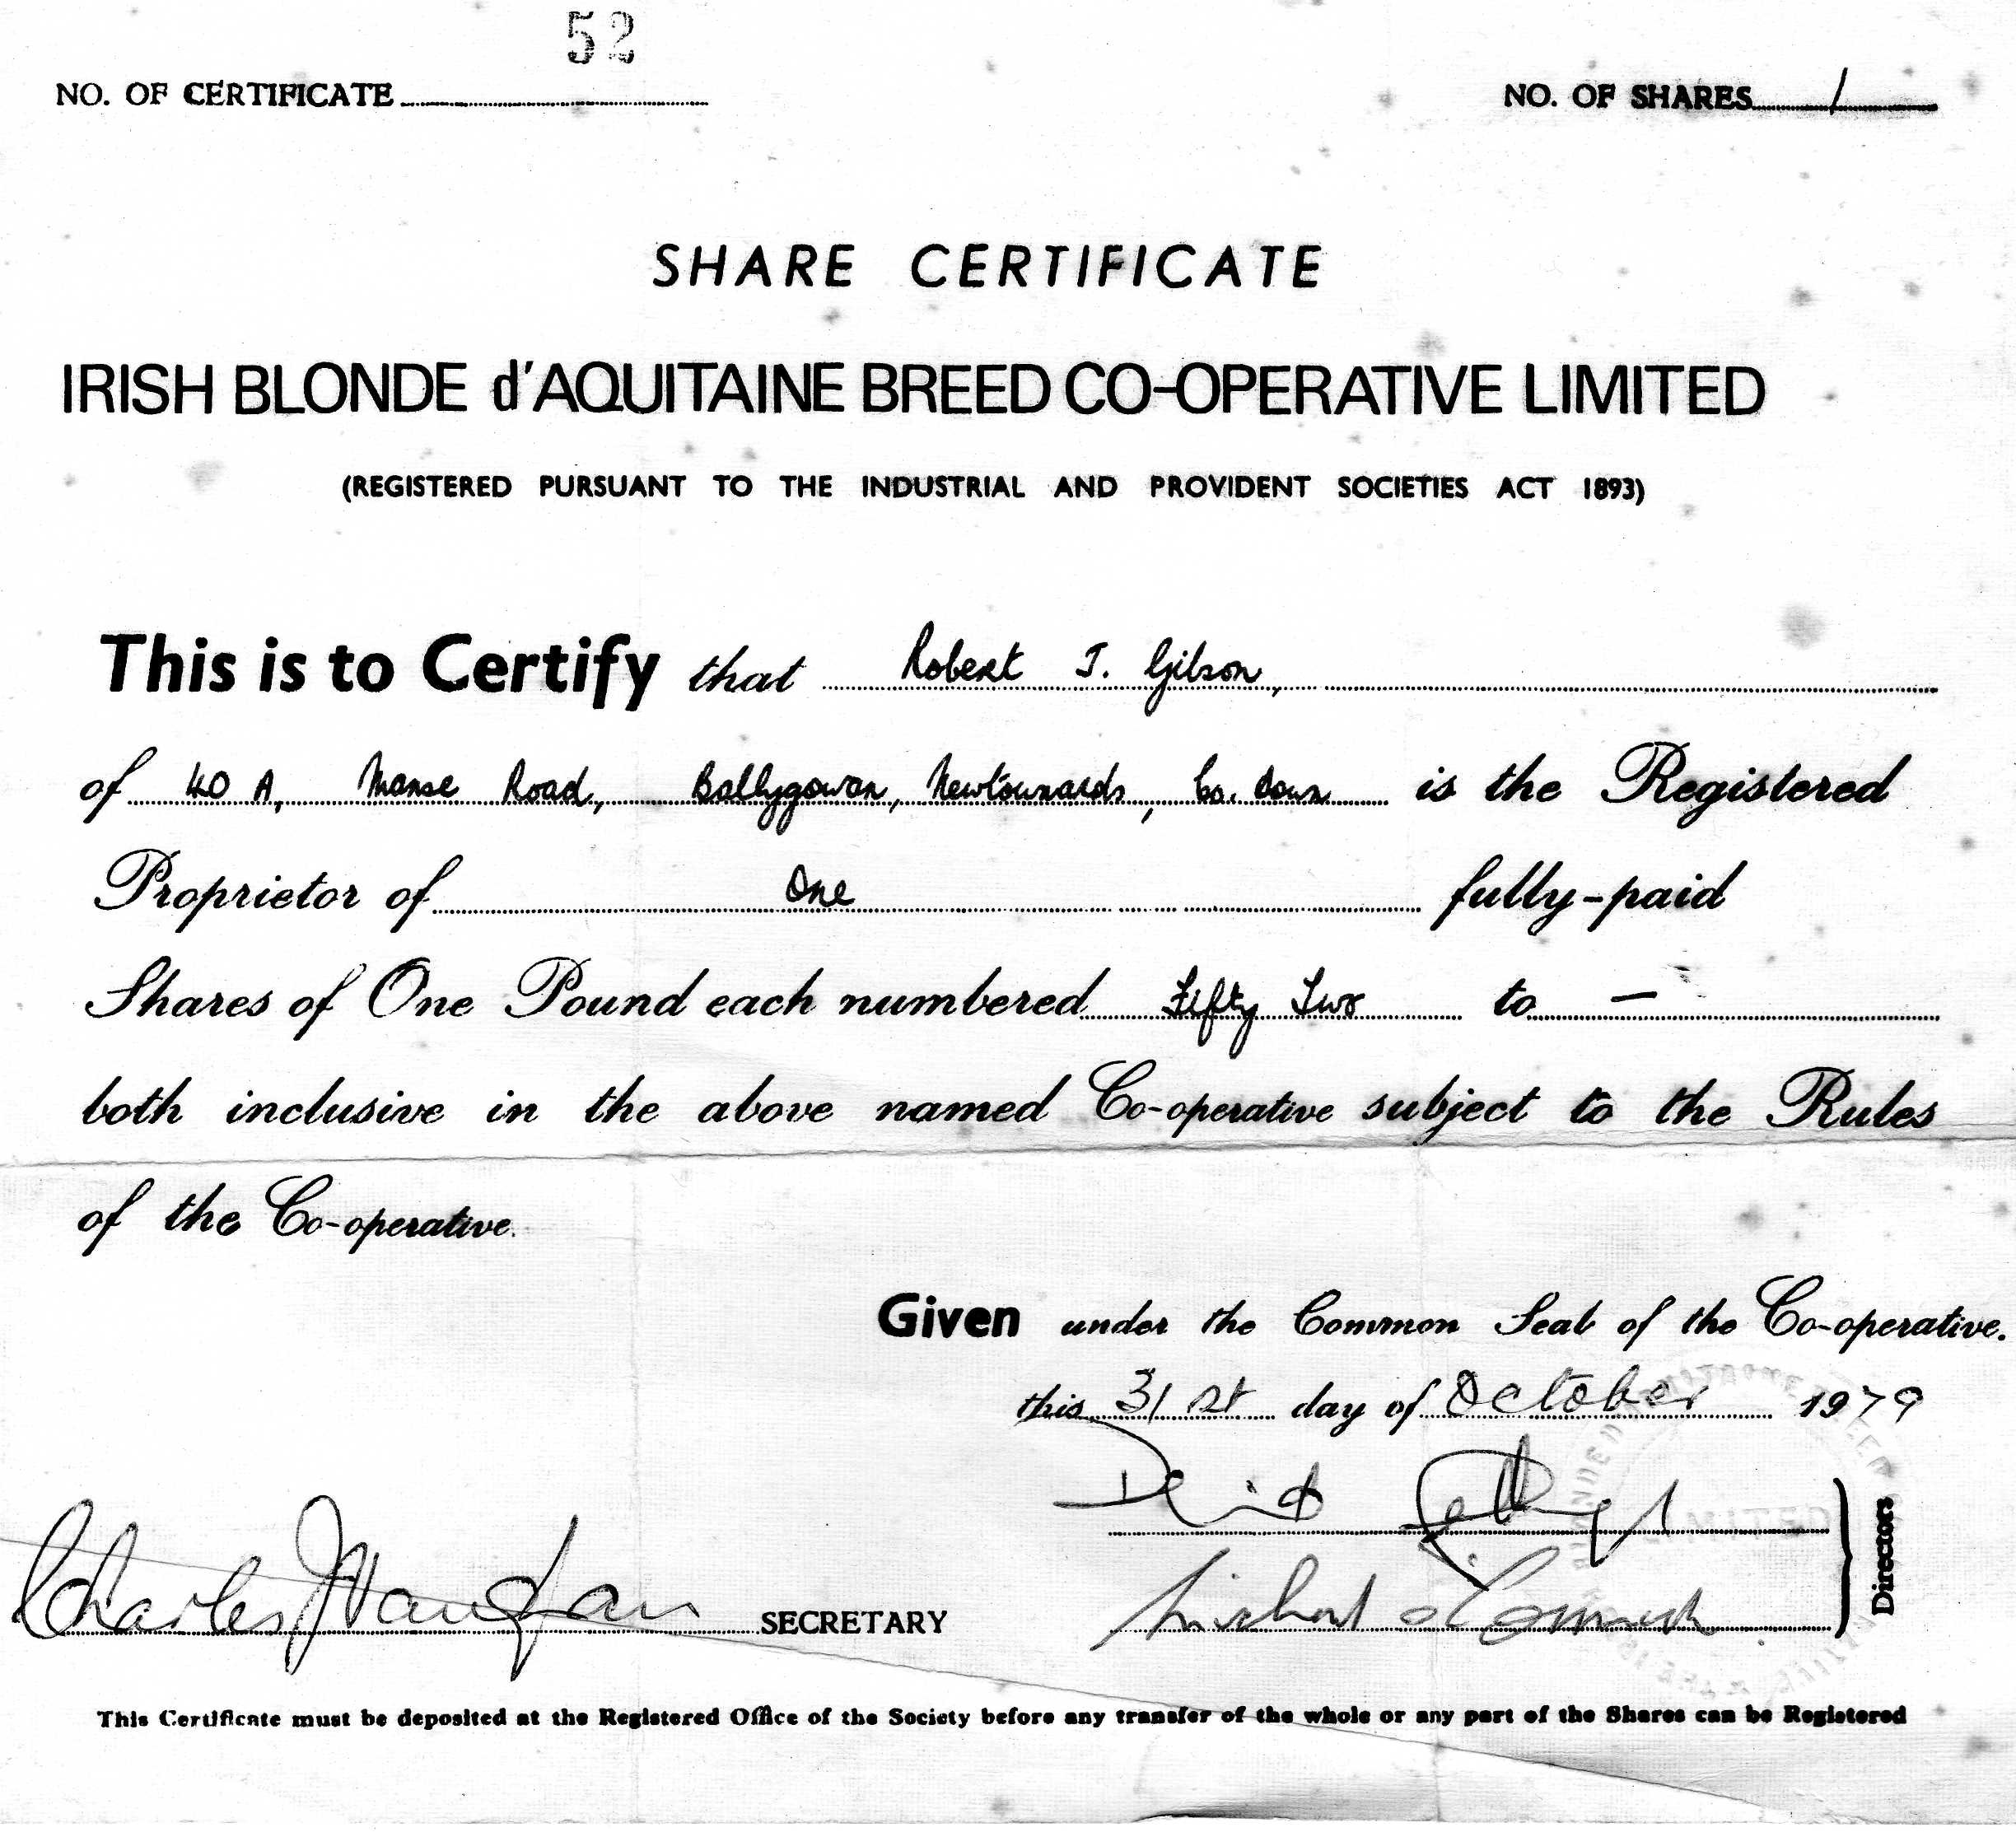 52
NO. OF CERTIFICATE NO. OF SHARES 1
SHARE CERTIFICATE
IRISH BLONDE d'AQUITAINE BREED CO-OPERATIVE LIMITED
(REGISTERED PURSUANT TO THE INDUSTRIAL AND PROVIDENT SOCIETIES ACT 1893)
This is to Certify that Robert J. Gilson,
of 40 A, Manse Road, Ballygowan, Newtownards, Co. Down is the Registered
Proprietor of One fully-paid
Shares of One Pound each numbered Fifty Two to —
both inclusive in the above named Co-operative subject to the Rules
of the Co-operative.
Given under the Common Seal of the Co-operative.
this 31st day of October 1979
David
Charles SECRETARY
Michael
Directors
This Certificate must be deposited at the Registered Office of the Society before any transfer of the whole or any part of the Shares can be Registered